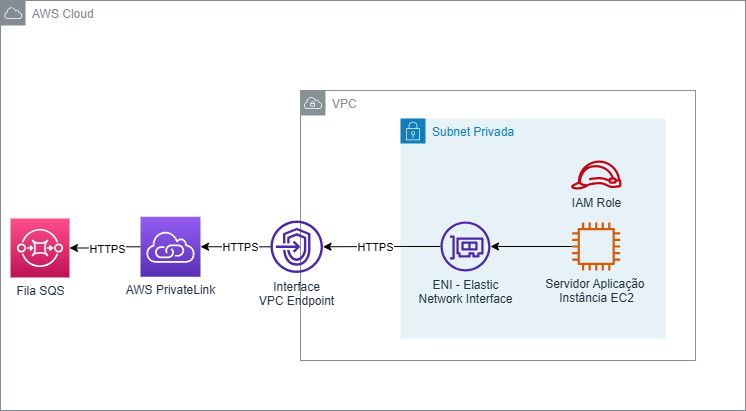 AWS Cloud
VPC
Subnet Privada
IAM Role
HTTPS
HTTPS
HTTPS
Fila SQS
AWS PrivateLink
Interface
VPC Endpoint
ENI - Elastic
Network Interface
Servidor Aplicação
Instância EC2